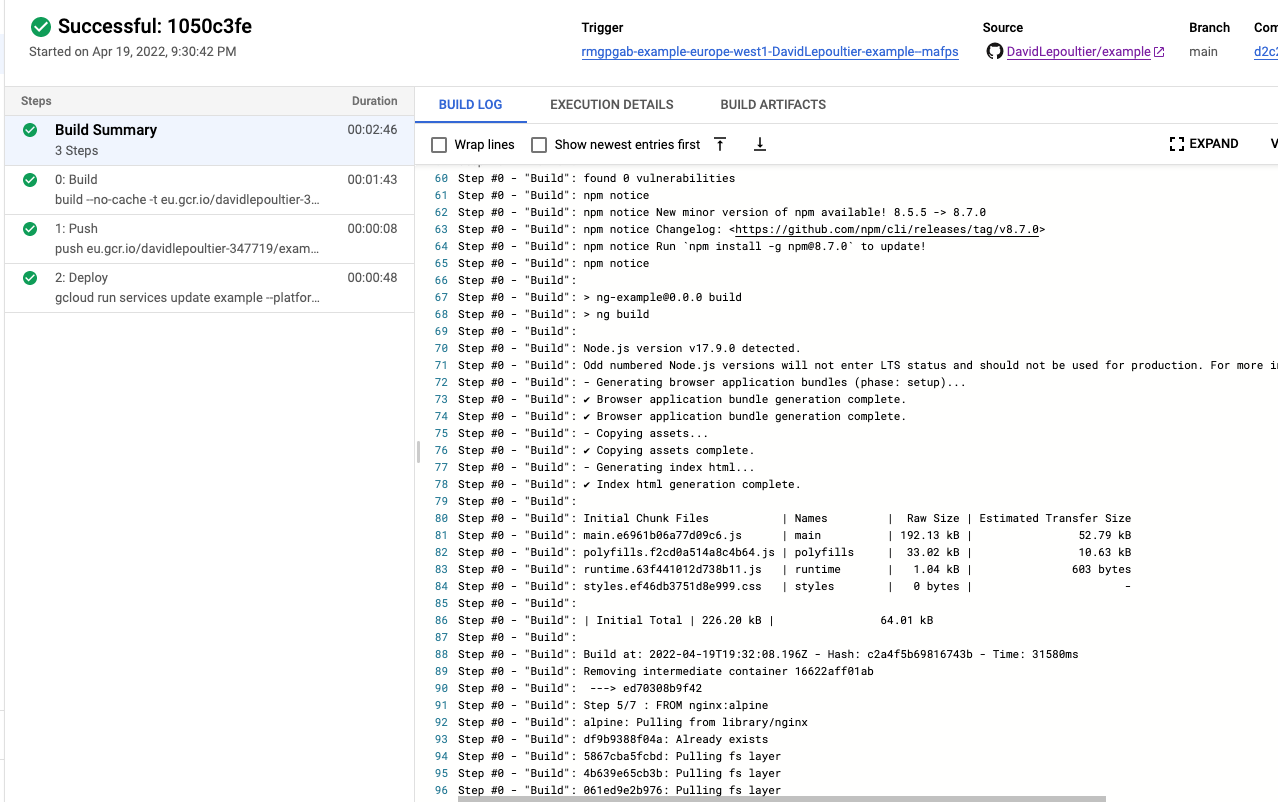 Successful: 1050c3fe
Started on Apr 19, 2022, 9:30:42 PM
Trigger
rmgpgab-example-europe-west1-DavidLepoultier-example--mafps
Source
DavidLepoultier/example
Branch
main
Com
d2c2
Steps Duration
Build Summary 00:02:46
3 Steps
0: Build 00:01:43
build --no-cache -t eu.gcr.io/davidlepoultier-3...
1: Push 00:00:08
push eu.gcr.io/davidlepoultier-347719/exam...
2: Deploy 00:00:48
gcloud run services update example --platfor...
BUILD LOG EXECUTION DETAILS BUILD ARTIFACTS
Wrap lines Show newest entries first EXPAND V
60 Step #0 - "Build": found 0 vulnerabilities
61 Step #0 - "Build": npm notice
62 Step #0 - "Build": npm notice New minor version of npm available! 8.5.5 -> 8.7.0
63 Step #0 - "Build": npm notice Changelog: <https://github.com/npm/cli/releases/tag/v8.7.0>
64 Step #0 - "Build": npm notice Run `npm install -g npm@8.7.0` to update!
65 Step #0 - "Build": npm notice
66 Step #0 - "Build":
67 Step #0 - "Build": > ng-example@0.0.0 build
68 Step #0 - "Build": > ng build
69 Step #0 - "Build":
70 Step #0 - "Build": Node.js version v17.9.0 detected.
71 Step #0 - "Build": Odd numbered Node.js versions will not enter LTS status and should not be used for production. For more in
72 Step #0 - "Build": - Generating browser application bundles (phase: setup)...
73 Step #0 - "Build": ✔ Browser application bundle generation complete.
74 Step #0 - "Build": ✔ Browser application bundle generation complete.
75 Step #0 - "Build": - Copying assets...
76 Step #0 - "Build": ✔ Copying assets complete.
77 Step #0 - "Build": - Generating index html...
78 Step #0 - "Build": ✔ Index html generation complete.
79 Step #0 - "Build":
80 Step #0 - "Build": Initial Chunk Files | Names | Raw Size | Estimated Transfer Size
81 Step #0 - "Build": main.e6961b06a77d09c6.js | main | 192.13 kB | 52.79 kB
82 Step #0 - "Build": polyfills.f2cd0a514a8c4b64.js | polyfills | 33.02 kB | 10.63 kB
83 Step #0 - "Build": runtime.63f441012d738b11.js | runtime | 1.04 kB | 603 bytes
84 Step #0 - "Build": styles.ef46db3751d8e999.css | styles | 0 bytes | -
85 Step #0 - "Build":
86 Step #0 - "Build": | Initial Total | 226.20 kB | 64.01 kB
87 Step #0 - "Build":
88 Step #0 - "Build": Build at: 2022-04-19T19:32:08.196Z - Hash: c2a4f5b69816743b - Time: 31580ms
89 Step #0 - "Build": Removing intermediate container 16622aff01ab
90 Step #0 - "Build": ---> ed70308b9f42
91 Step #0 - "Build": Step 5/7 : FROM nginx:alpine
92 Step #0 - "Build": alpine: Pulling from library/nginx
93 Step #0 - "Build": df9b9388f04a: Already exists
94 Step #0 - "Build": 5867cba5fcbd: Pulling fs layer
95 Step #0 - "Build": 4b639e65cb3b: Pulling fs layer
96 Step #0 - "Build": 061ed9e2b976: Pulling fs layer